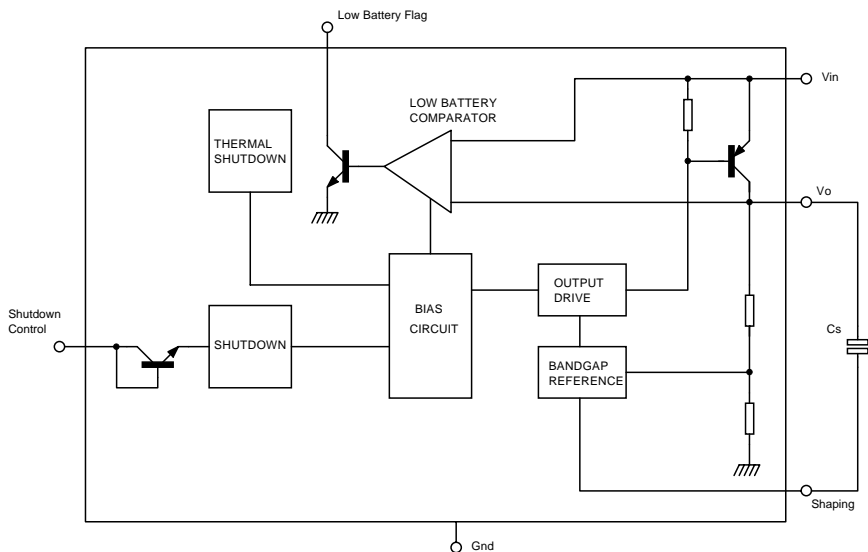 Low Battery Flag
Vin
LOW BATTERY
COMPARATOR
THERMAL
SHUTDOWN
Vo
Shutdown
Control
SHUTDOWN
BIAS
CIRCUIT
OUTPUT
DRIVE
BANDGAP
REFERENCE
Cs
Shaping
Gnd